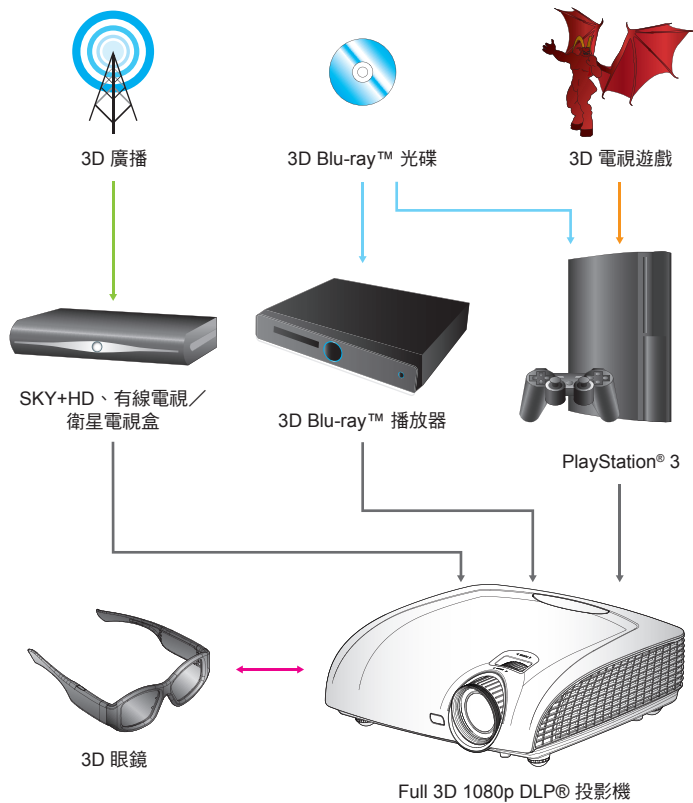 3D 廣播
3D Blu-ray™ 光碟
3D 電視遊戲
SKY+HD、有線電視／
衛星電視盒
3D Blu-ray™ 播放器
PlayStation® 3
3D 眼鏡
Full 3D 1080p DLP® 投影機